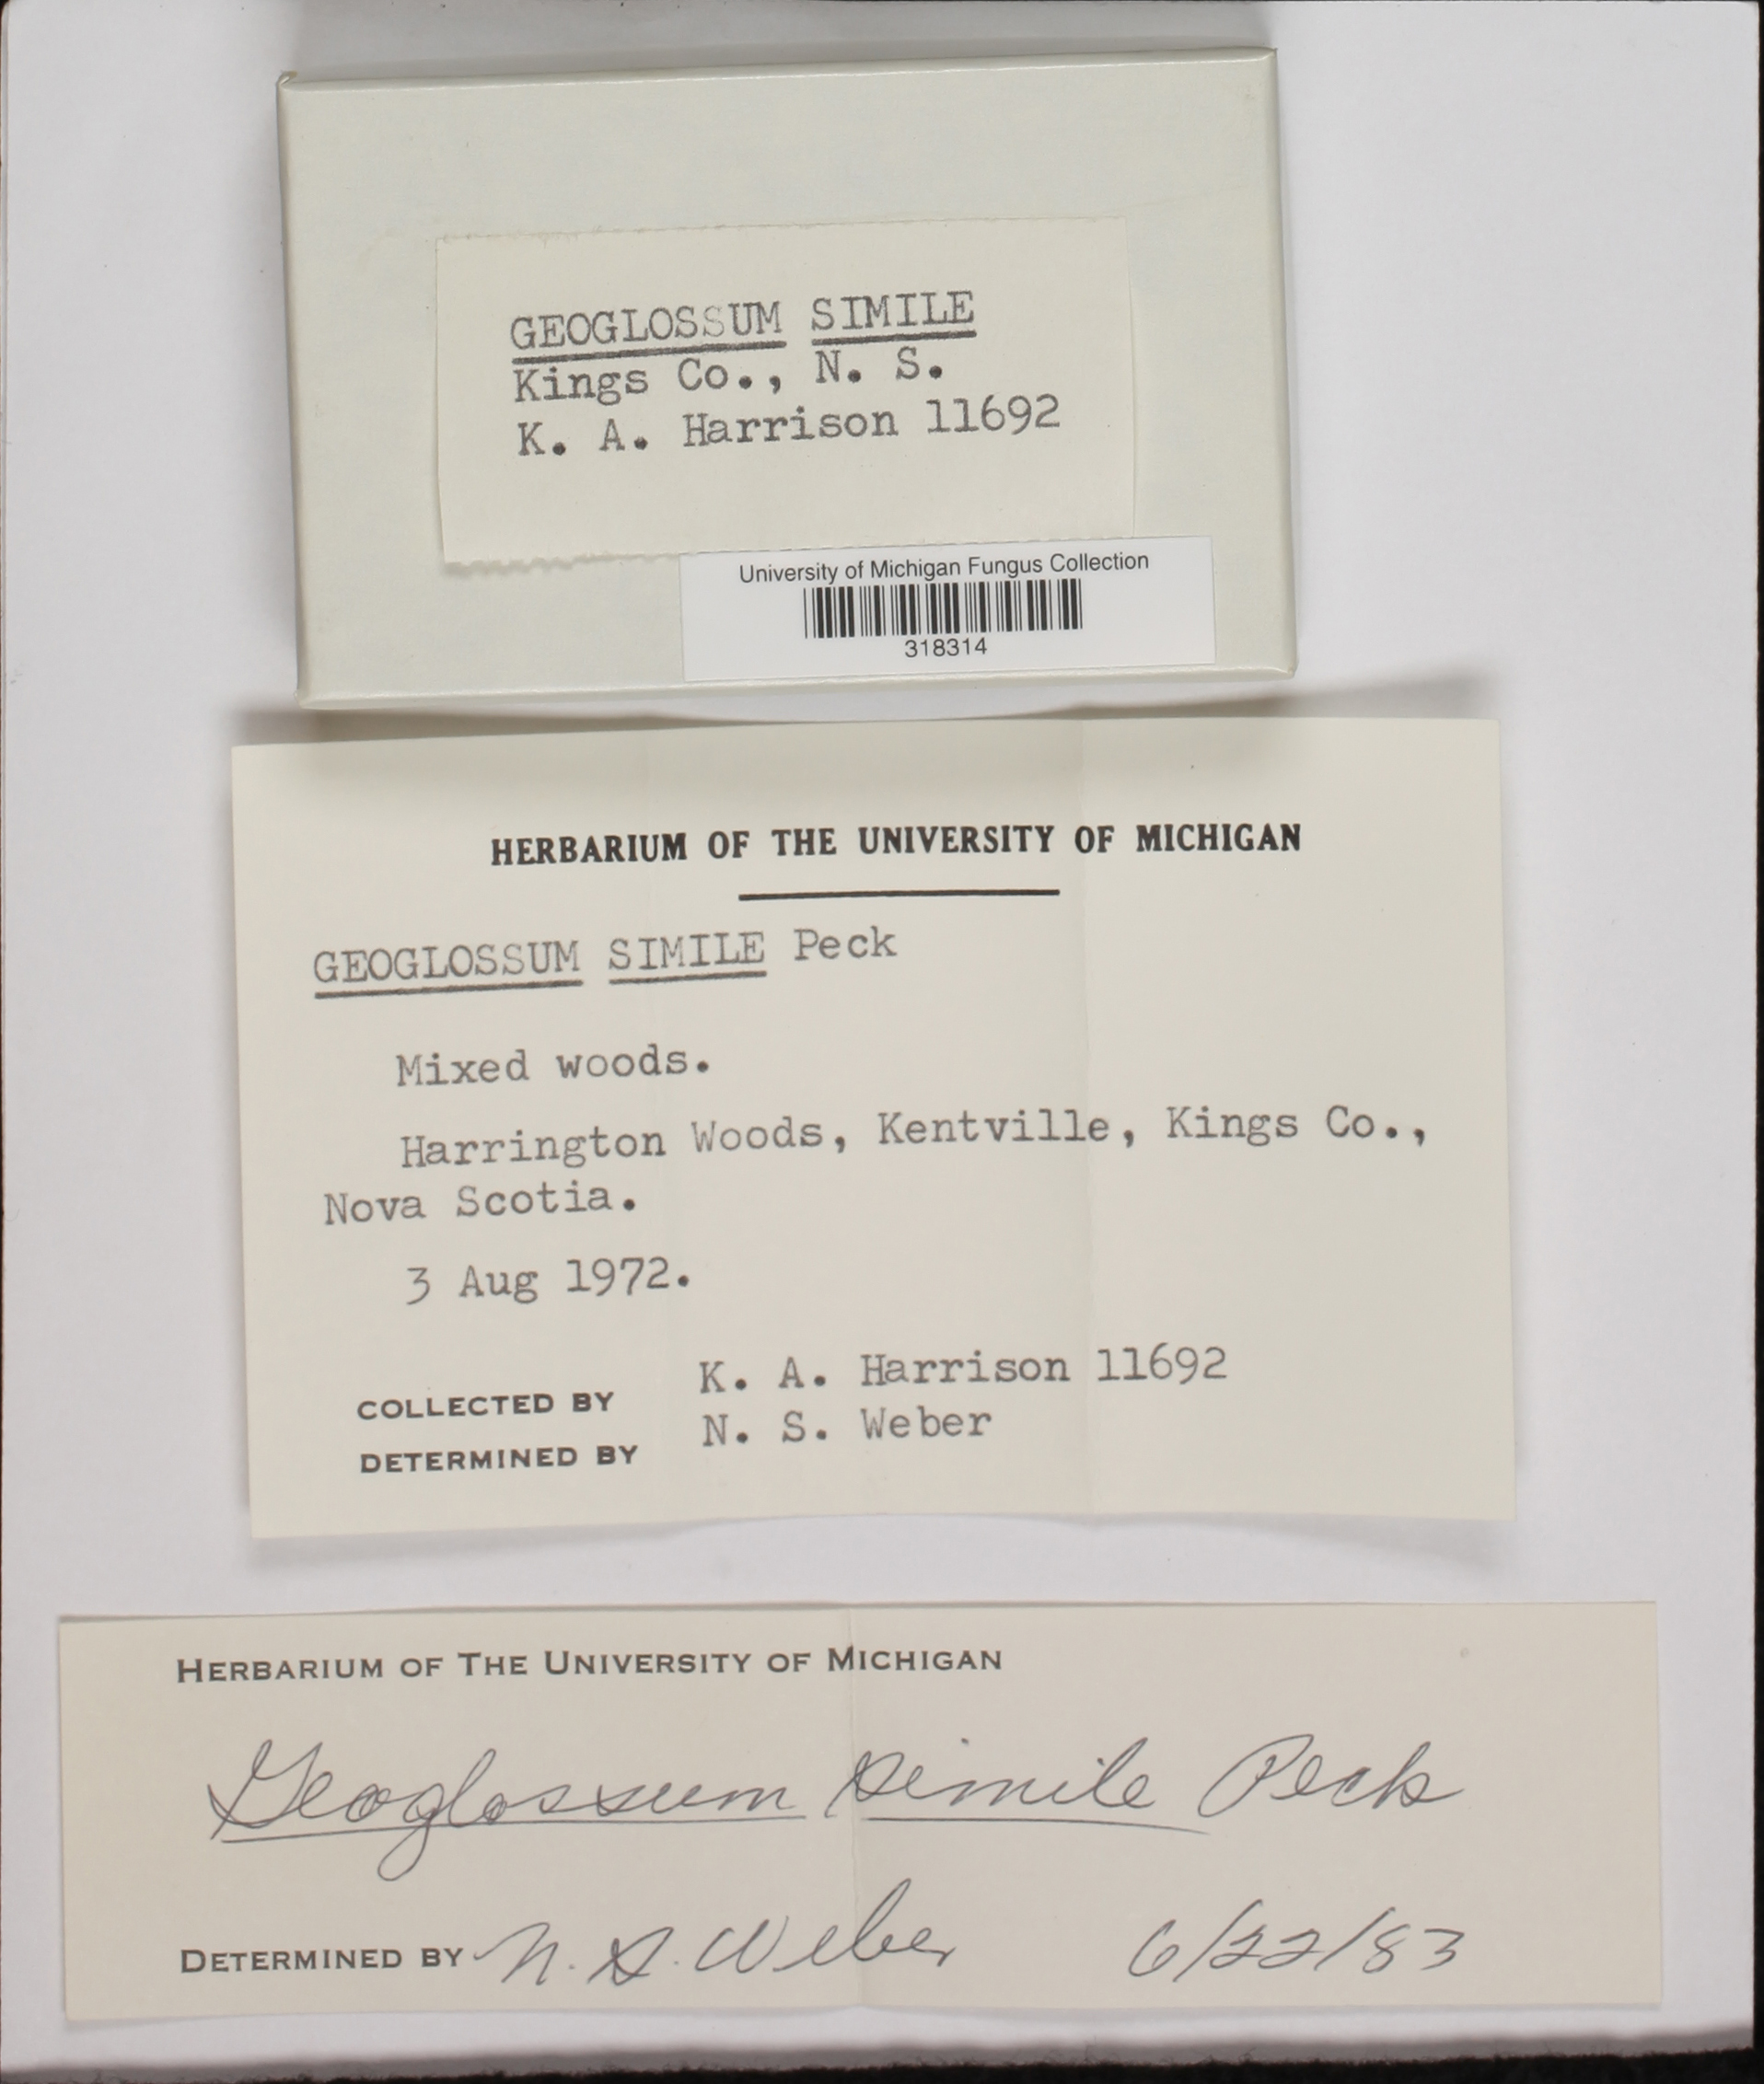 GEOGLOSSUM SIMILE
Kings Co., N. S.
K. A. Harrison 11692
University of Michigan Fungus Collection
318314
HERBARIUM OF THE UNIVERSITY OF MICHIGAN
GEOGLOSSUM SIMILE Peck
Mixed woods.
Harrington Woods, Kentville, Kings Co.,
Nova Scotia.
3 Aug 1972.
COLLECTED BY K. A. Harrison 11692
DETERMINED BY N. S. Weber
HERBARIUM OF THE UNIVERSITY OF MICHIGAN
Geoglossum simile Peck
DETERMINED BY N. S. Weber 6/22/83